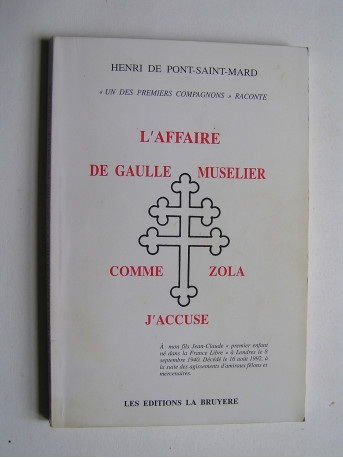 HENRI DE PONT-SAINT-MARD
« UN DES PREMIERS COMPAGNONS » RACONTE
L'AFFAIRE
DE GAULLE MUSELIER
COMME ZOLA
J'ACCUSE
À mon fils Jean-Claude « premier enfant
né dans la France Libre » à Londres le 8
septembre 1940. Décédé le 16 août 1992, à
la suite des agissements d'amiraux félons et
mercenaires.
LES EDITIONS LA BRUYERE